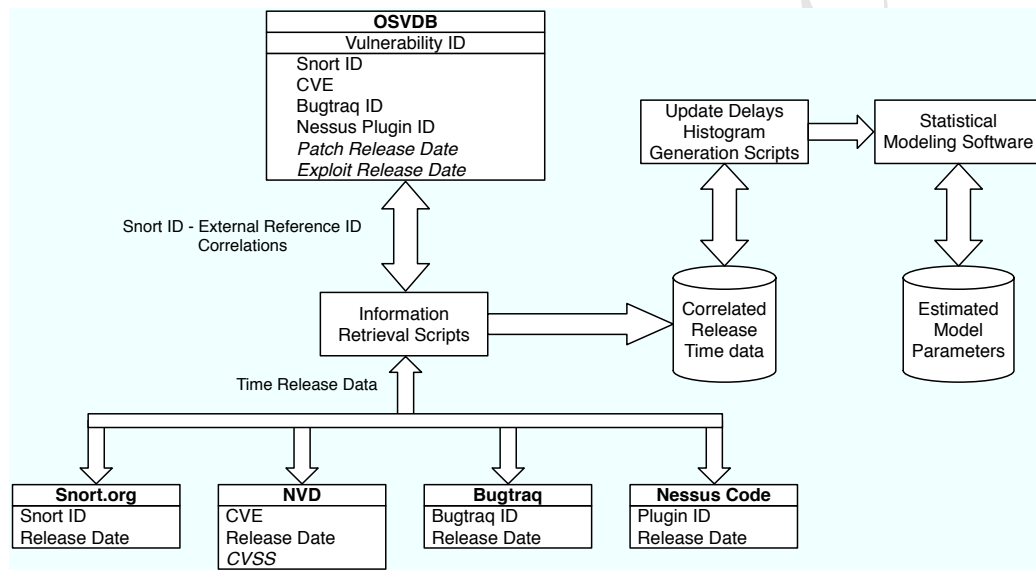 OSVDB
Vulnerability ID
Snort ID
CVE
Bugtraq ID
Nessus Plugin ID
Patch Release Date
Exploit Release Date
Update Delays
Histogram
Generation Scripts
Statistical
Modeling Software
Snort ID - External Reference ID
Correlations
Information
Retrieval Scripts
Correlated
Release
Time data
Estimated
Model
Parameters
Time Release Data
Snort.org
Snort ID
Release Date
NVD
CVE
Release Date
CVSS
Bugtraq
Bugtraq ID
Release Date
Nessus Code
Plugin ID
Release Date